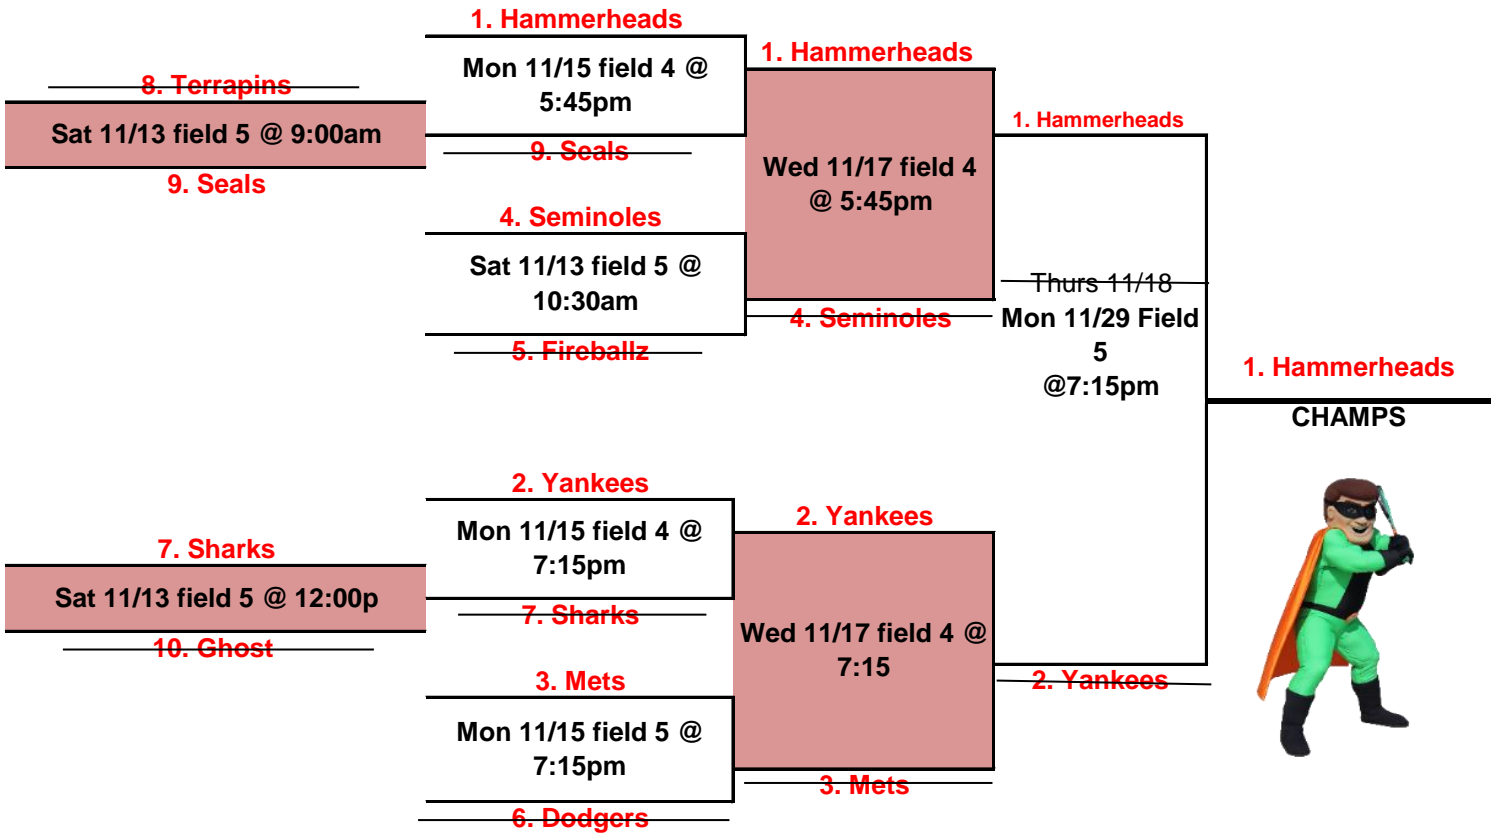 1. Hammerheads
Mon 11/15 field 4 @
5:45pm
1. Hammerheads
8. Terrapins
Sat 11/13 field 5 @ 9:00am
9. Seals
9. Seals
1. Hammerheads
Wed 11/17 field 4
@ 5:45pm
4. Seminoles
Sat 11/13 field 5 @
10:30am
5. Fireballz
4. Seminoles
Thurs 11/18
Mon 11/29 Field
5
@7:15pm
1. Hammerheads
CHAMPS
2. Yankees
Mon 11/15 field 4 @
7:15pm
7. Sharks
2. Yankees
7. Sharks
Sat 11/13 field 5 @ 12:00p
10. Ghost
Wed 11/17 field 4 @
7:15
3. Mets
Mon 11/15 field 5 @
7:15pm
6. Dodgers
3. Mets
2. Yankees